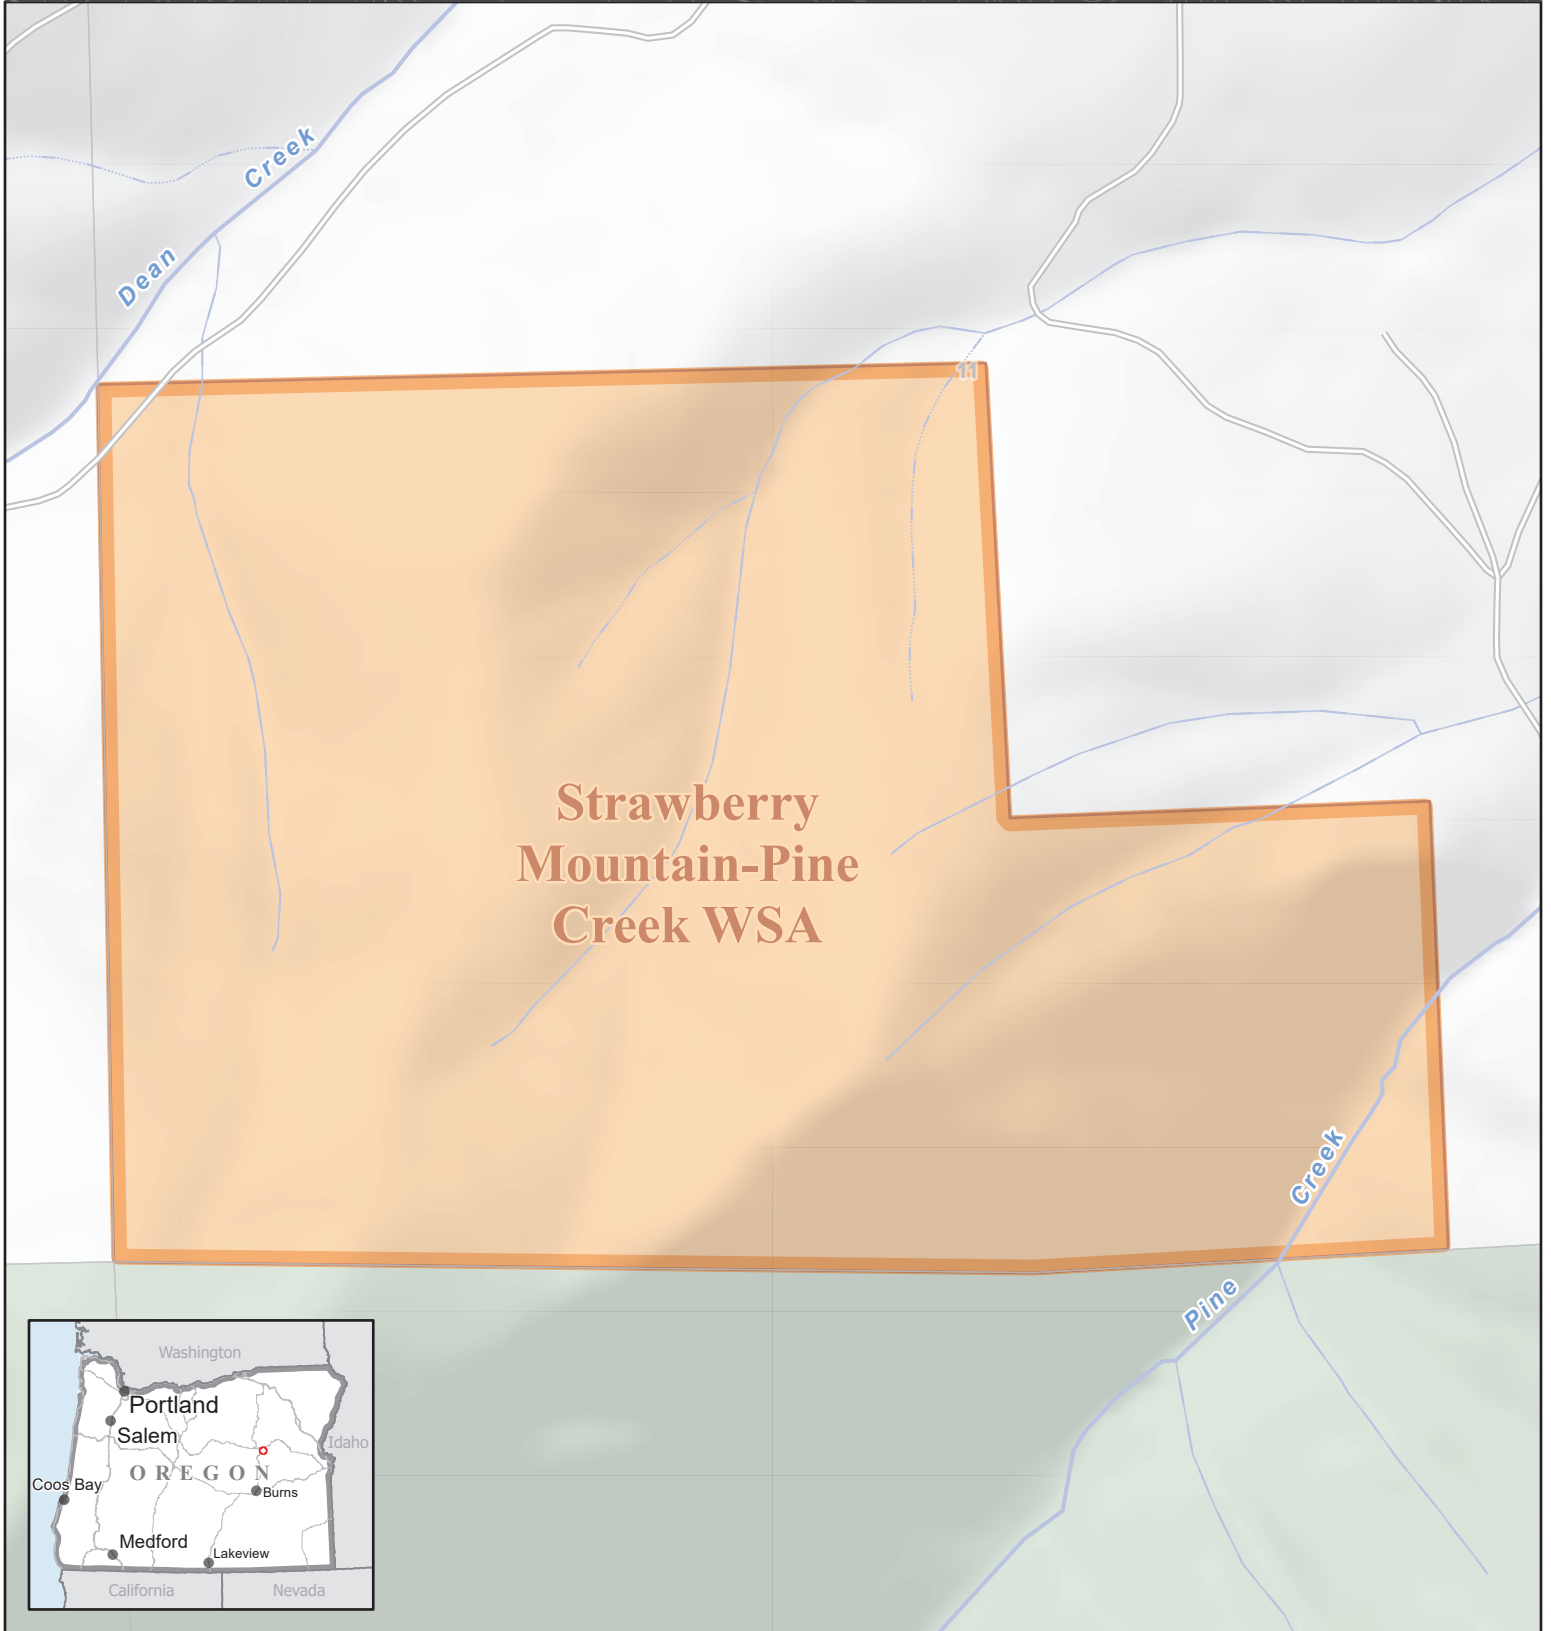 Creek
Dean
11
Strawberry
Mountain-Pine
Creek WSA
Creek
Pine
Washington
Portland
Salem
Idaho
OREGON
Coos Bay
Burns
Medford
Lakeview
California
Nevada